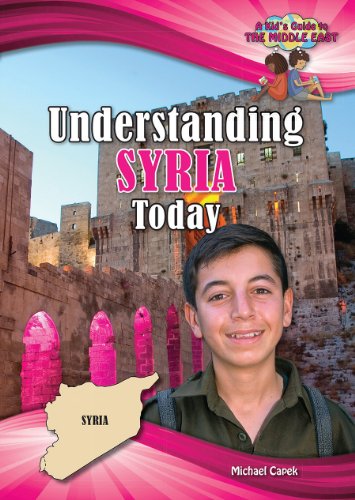 A Kid's Guide to
THE MIDDLE EAST
Understanding
SYRIA
Today
SYRIA
Michael Capek